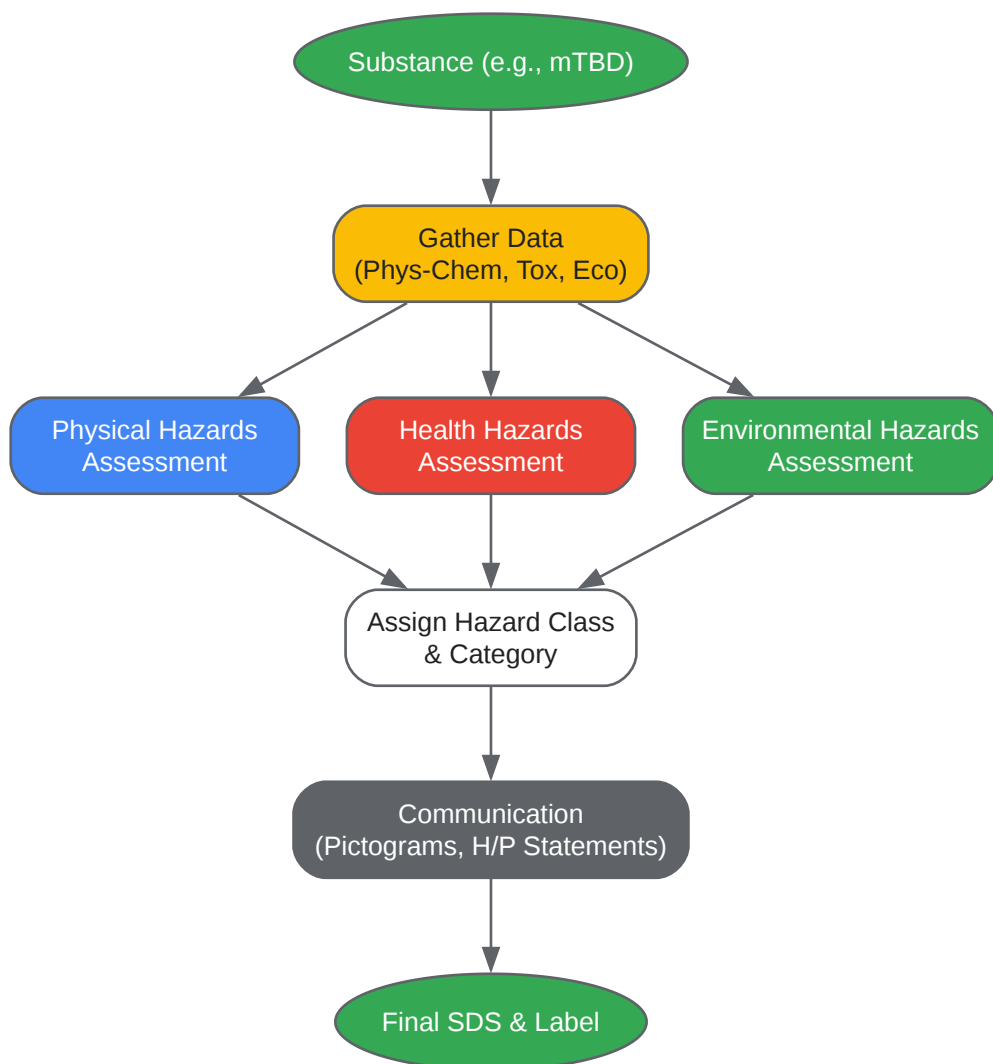 Substance (e.g., mTBD)
Gather Data
(Phys-Chem, Tox, Eco)
Physical Hazards
Assessment
Health Hazards
Assessment
Environmental Hazards
Assessment
Assign Hazard Class
& Category
Communication
(Pictograms, H/P Statements)
Final SDS & Label